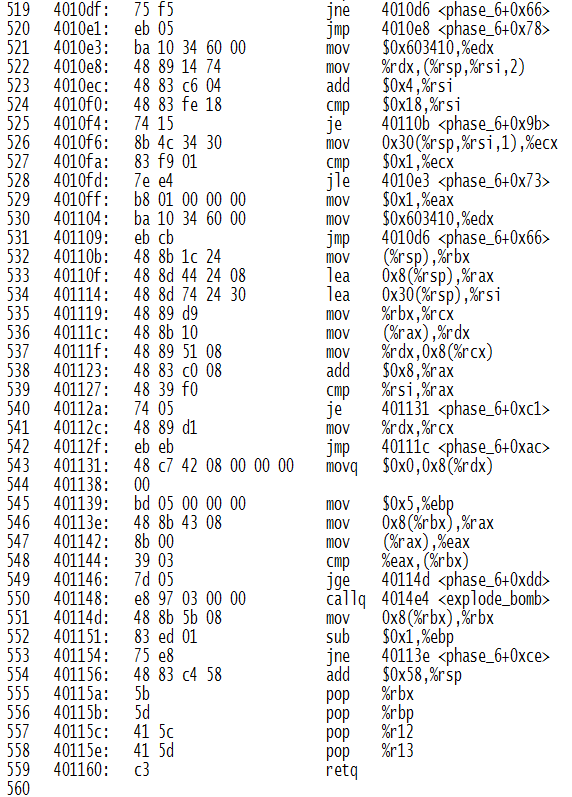 519 4010df: 75 f5 jne 4010d6 <phase_6+0x66>
520 4010e1: eb 05 jmp 4010e8 <phase_6+0x78>
521 4010e3: ba 10 34 60 00 mov $0x603410,%edx
522 4010e8: 48 89 14 74 mov %rdx,(%rsp,%rsi,2)
523 4010ec: 48 83 c6 04 add $0x4,%rsi
524 4010f0: 48 83 fe 18 cmp $0x18,%rsi
525 4010f4: 74 15 je 40110b <phase_6+0x9b>
526 4010f6: 8b 4c 34 30 mov 0x30(%rsp,%rsi,1),%ecx
527 4010fa: 83 f9 01 cmp $0x1,%ecx
528 4010fd: 7e e4 jle 4010e3 <phase_6+0x73>
529 4010ff: b8 01 00 00 00 mov $0x1,%eax
530 401104: ba 10 34 60 00 mov $0x603410,%edx
531 401109: eb cb jmp 4010d6 <phase_6+0x66>
532 40110b: 48 8b 1c 24 mov (%rsp),%rbx
533 40110f: 48 8d 44 24 08 lea 0x8(%rsp),%rax
534 401114: 48 8d 74 24 30 lea 0x30(%rsp),%rsi
535 401119: 48 89 d9 mov %rbx,%rcx
536 40111c: 48 8b 10 mov (%rax),%rdx
537 40111f: 48 89 51 08 mov %rdx,0x8(%rcx)
538 401123: 48 83 c0 08 add $0x8,%rax
539 401127: 48 39 f0 cmp %rsi,%rax
540 40112a: 74 05 je 401131 <phase_6+0xc1>
541 40112c: 48 89 d1 mov %rdx,%rcx
542 40112f: eb eb jmp 40111c <phase_6+0xac>
543 401131: 48 c7 42 08 00 00 00 movq $0x0,0x8(%rdx)
544 401138: 00
545 401139: bd 05 00 00 00 mov $0x5,%ebp
546 40113e: 48 8b 43 08 mov 0x8(%rbx),%rax
547 401142: 8b 00 mov (%rax),%eax
548 401144: 39 03 cmp %eax,(%rbx)
549 401146: 7d 05 jge 40114d <phase_6+0xdd>
550 401148: e8 97 03 00 00 callq 4014e4 <explode_bomb>
551 40114d: 48 8b 5b 08 mov 0x8(%rbx),%rbx
552 401151: 83 ed 01 sub $0x1,%ebp
553 401154: 75 e8 jne 40113e <phase_6+0xce>
554 401156: 48 83 c4 58 add $0x58,%rsp
555 40115a: 5b pop %rbx
556 40115b: 5d pop %rbp
557 40115c: 41 5c pop %r12
558 40115e: 41 5d pop %r13
559 401160: c3 retq
560